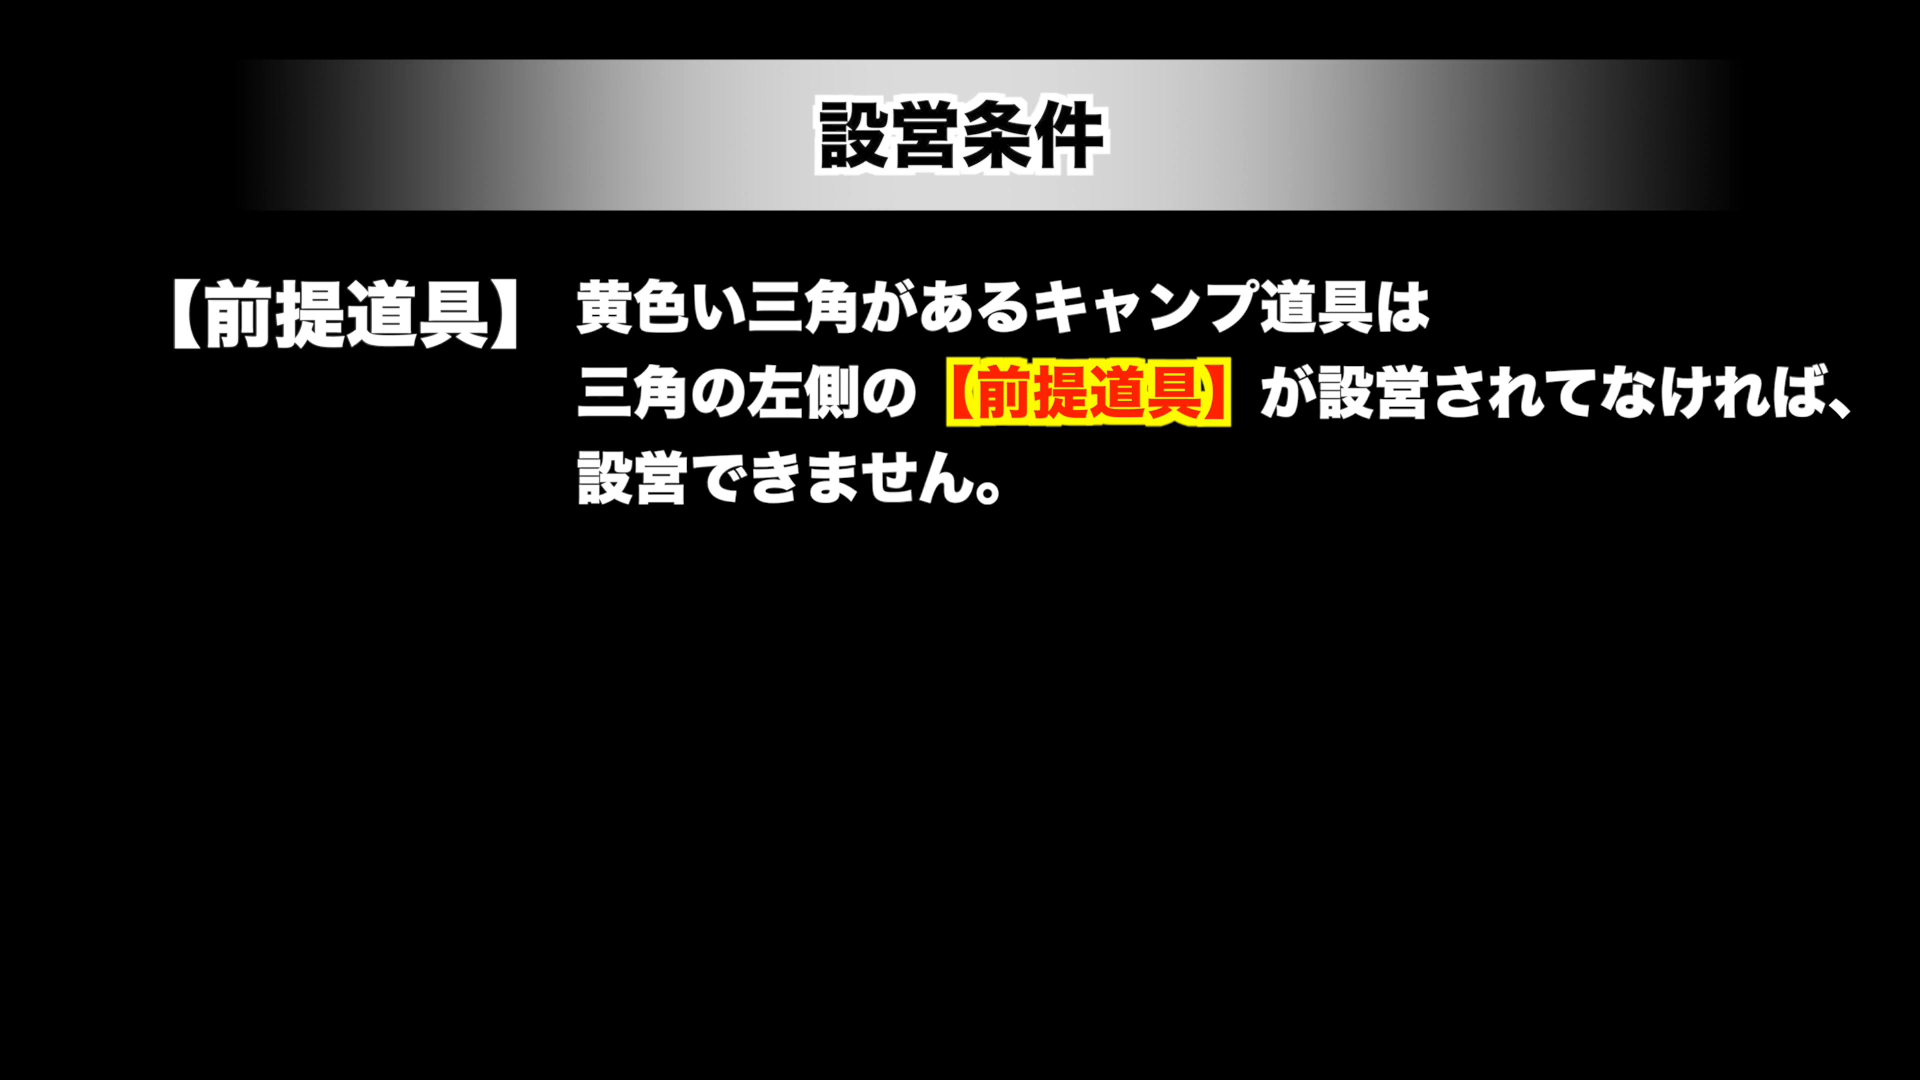 設営条件
【前提道具】 黄色い三角があるキャンプ道具は
三角の左側の【前提道具】が設営されてなければ、
設営できません。